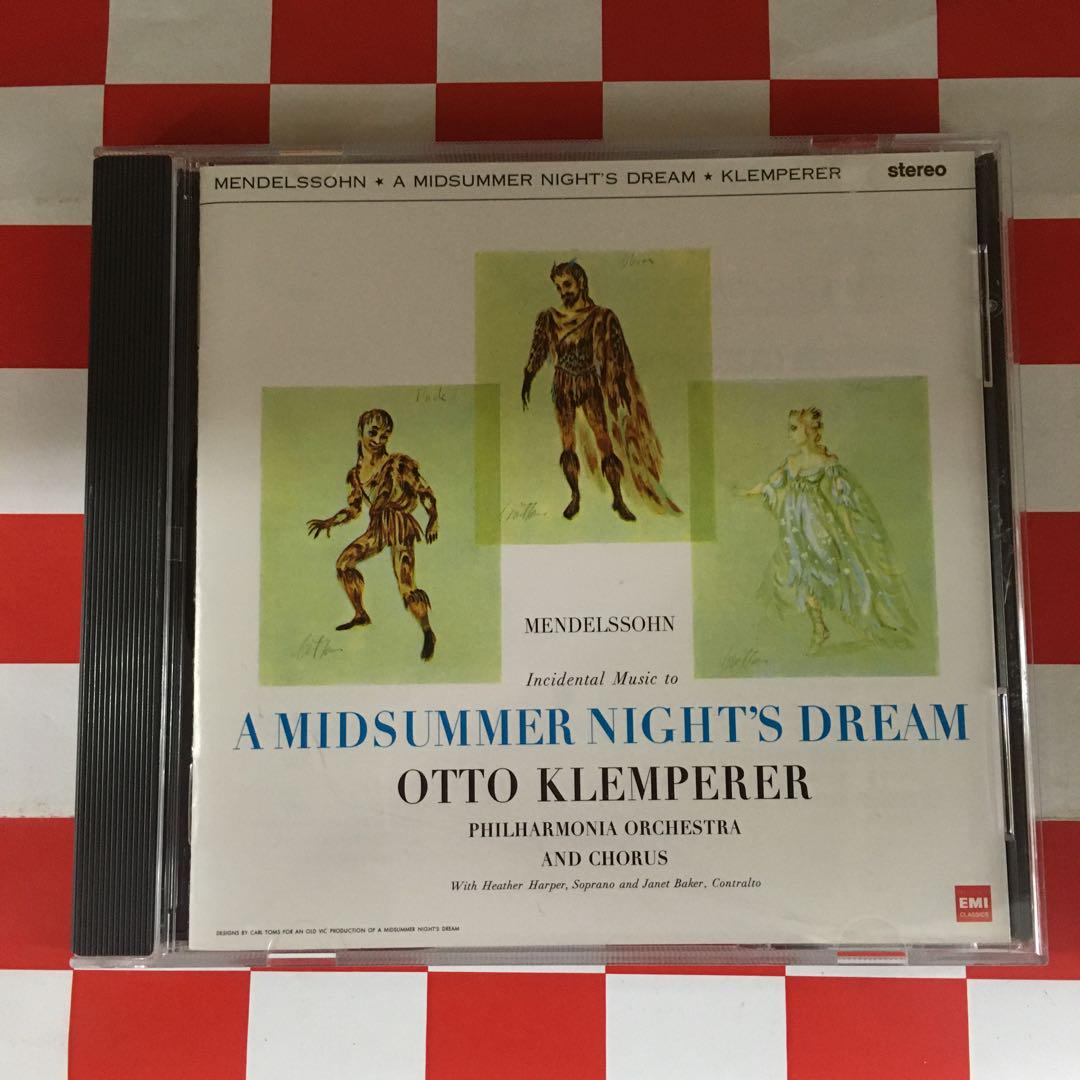 MENDELSSOHN ★ A MIDSUMMER NIGHT'S DREAM ★ KLEMPERER
stereo
MENDELSSOHN
Incidental Music to
A MIDSUMMER NIGHT'S DREAM
OTTO KLEMPERER
PHILHARMONIA ORCHESTRA
AND CHORUS
With Heather Harper, Soprano and Janet Baker, Contralto
EMI
CLASSICS
DESIGNS BY CARL TOMS FOR AN OLD VIC PRODUCTION OF A MIDSUMMER NIGHT'S DREAM